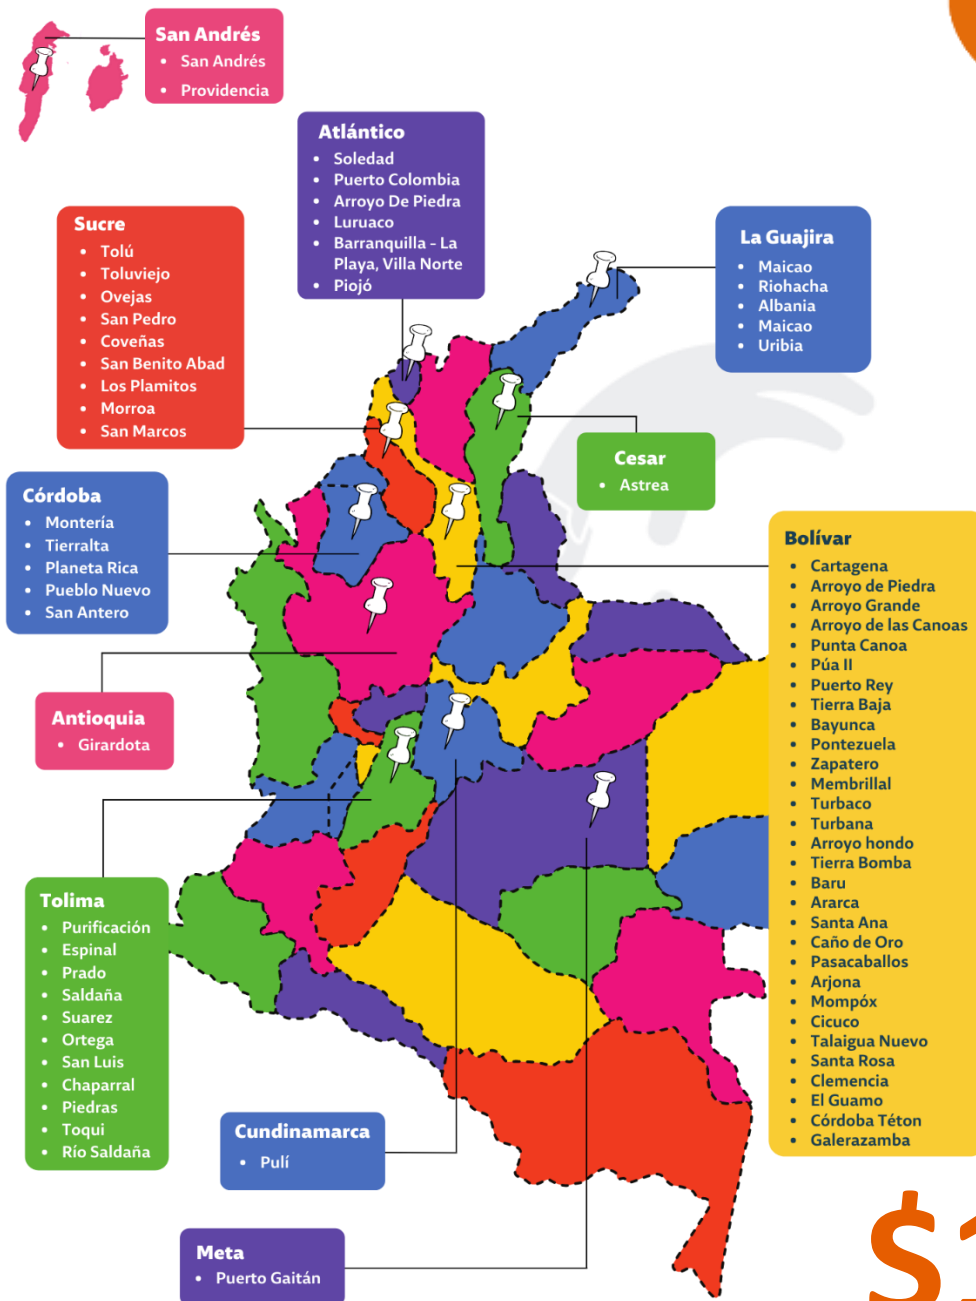 San Andrés
• San Andrés
• Providencia
Atlántico
• Soledad
• Puerto Colombia
• Arroyo De Piedra
• Luruaco
• Barranquilla - La
Playa, Villa Norte
• Piojó
Sucre
• Tolú
• Toluviejo
• Ovejas
• San Pedro
• Coveñas
• San Benito Abad
• Los Plamitos
• Morroa
• San Marcos
La Guajira
• Maicao
• Riohacha
• Albania
• Maicao
• Uribia
Cesar
• Astrea
Córdoba
• Montería
• Tierralta
• Planeta Rica
• Pueblo Nuevo
• San Antero
Bolívar
• Cartagena
• Arroyo de Piedra
• Arroyo Grande
• Arroyo de las Canoas
• Punta Canoa
• Púa II
• Puerto Rey
• Tierra Baja
• Bayunca
• Pontezuela
• Zapatero
• Membrillal
• Turbaco
• Turbana
• Arroyo hondo
• Tierra Bomba
• Baru
• Ararca
• Santa Ana
• Caño de Oro
• Pasacaballos
• Arjona
• Mompóx
• Cicuco
• Talaigua Nuevo
• Santa Rosa
• Clemencia
• El Guamo
• Córdoba Téton
• Galerazamba
Antioquia
• Girardota
Tolima
• Purificación
• Espinal
• Prado
• Saldaña
• Suarez
• Ortega
• San Luis
• Chaparral
• Piedras
• Toqui
• Río Saldaña
Cundinamarca
• Pulí
Meta
• Puerto Gaitán
$1